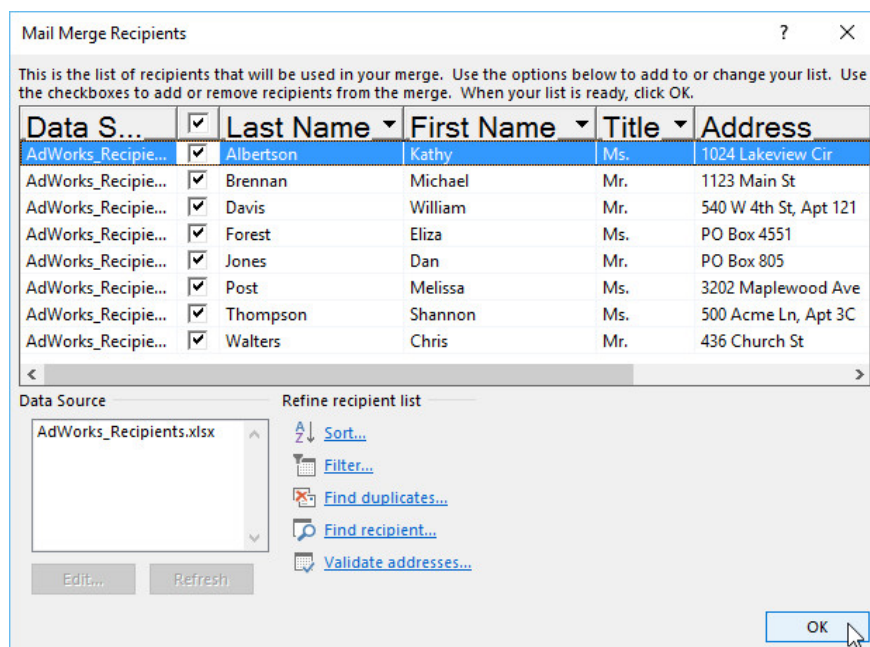 Mail Merge Recipients ?
This is the list of recipients that will be used in your merge. Use the options below to add to or change your list. Use
the checkboxes to add or remove recipients from the merge. When your list is ready, click OK.
Data S... Last Name First Name Title Address
AdWorks_Recipie... Albertson Kathy Ms. 1024 Lakeview Cir
AdWorks_Recipie... Brennan Michael Mr. 1123 Main St
AdWorks_Recipie... Davis William Mr. 540 W 4th St, Apt 121
AdWorks_Recipie... Forest Eliza Ms. PO Box 4551
AdWorks_Recipie... Jones Dan Mr. PO Box 805
AdWorks_Recipie... Post Melissa Ms. 3202 Maplewood Ave
AdWorks_Recipie... Thompson Shannon Ms. 500 Acme Ln, Apt 3C
AdWorks_Recipie... Walters Chris Mr. 436 Church St
Data Source Refine recipient list
AdWorks_Recipients.xlsx
Sort...
Filter...
Find duplicates...
Find recipient...
Validate addresses...
Edit... Refresh
OK